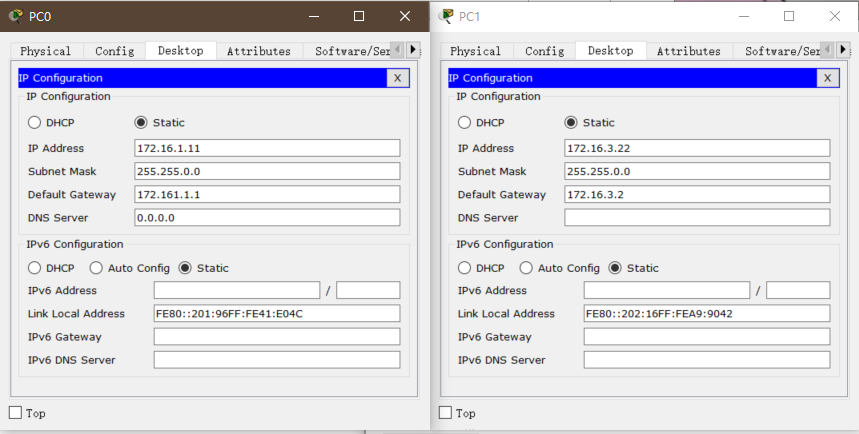 PC0
Physical Config Desktop Attributes Software/Ser
IP Configuration X
IP Configuration
DHCP Static
IP Address 172.16.1.11
Subnet Mask 255.255.0.0
Default Gateway 172.161.1.1
DNS Server 0.0.0.0
IPv6 Configuration
DHCP Auto Config Static
IPv6 Address /
Link Local Address FE80::201:96FF:FE41:E04C
IPv6 Gateway
IPv6 DNS Server
Top
PC1
Physical Config Desktop Attributes Software/Ser
IP Configuration X
IP Configuration
DHCP Static
IP Address 172.16.3.22
Subnet Mask 255.255.0.0
Default Gateway 172.16.3.2
DNS Server
IPv6 Configuration
DHCP Auto Config Static
IPv6 Address /
Link Local Address FE80::202:16FF:FEA9:9042
IPv6 Gateway
IPv6 DNS Server
Top